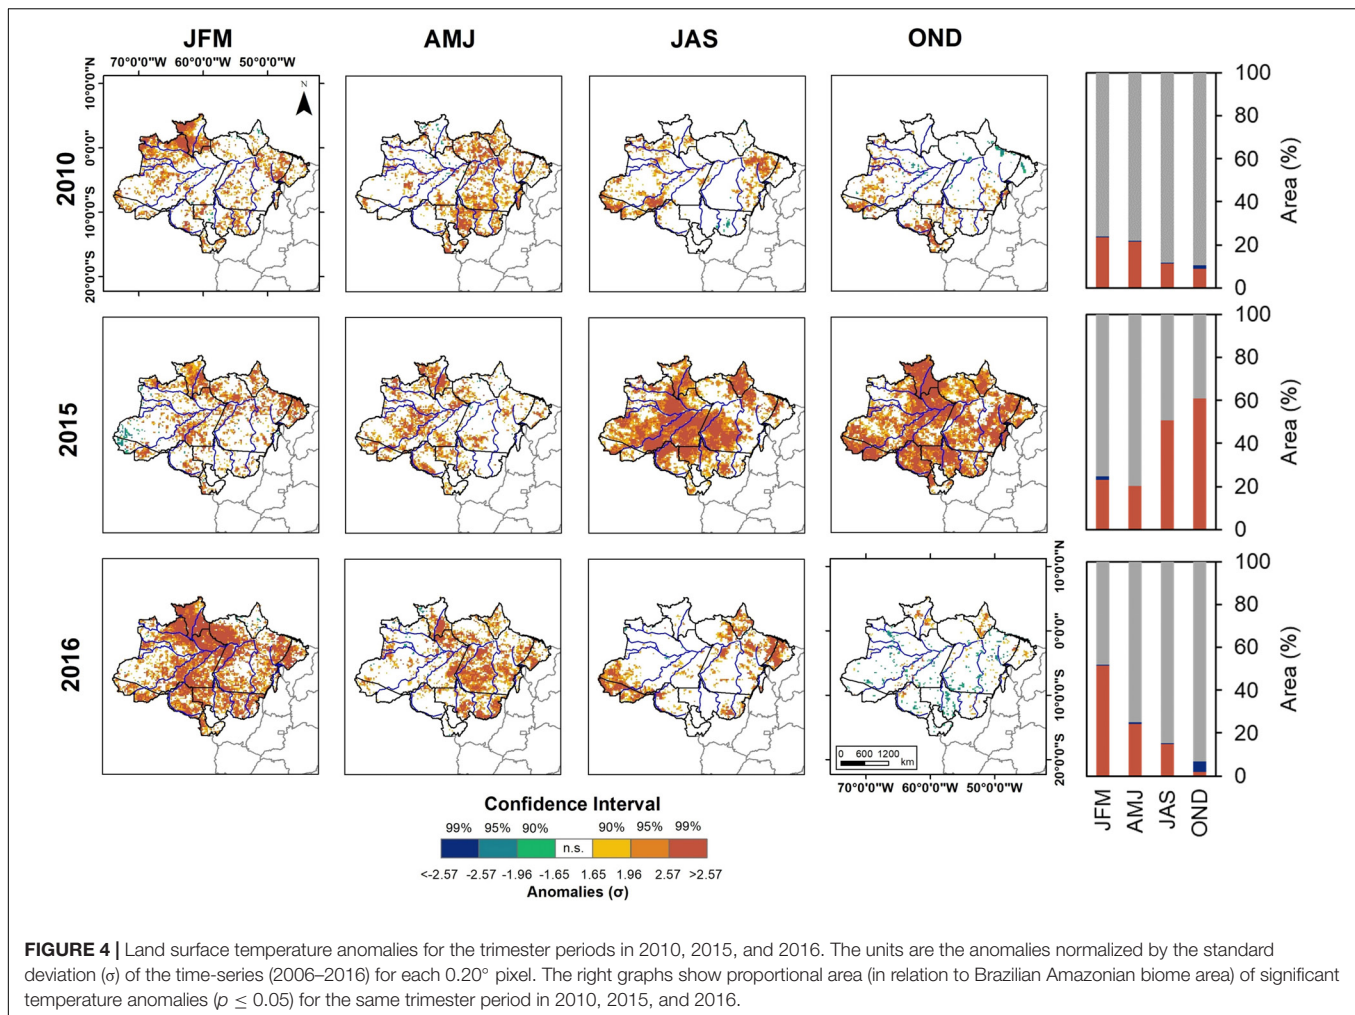 JFM AMJ JAS OND
70°0'0"W 60°0'0"W 50°0'0"W
N
10°0'0"N
0°0'0"
10°0'0"S
20°0'0"S
2010
100
80
60
40
20
0
Area (%)
2015
100
80
60
40
20
0
Area (%)
2016
10°0'0"N
0°0'0"
10°0'0"S
20°0'0"S
0 600 1200
km
70°0'0"W 60°0'0"W 50°0'0"W
100
80
60
40
20
0
Area (%)
JFM AMJ JAS OND
Confidence Interval
99% 95% 90% 90% 95% 99%
n.s.
<-2.57 -2.57 -1.96 -1.65 1.65 1.96 2.57 >2.57
Anomalies (σ)
FIGURE 4 | Land surface temperature anomalies for the trimester periods in 2010, 2015, and 2016. The units are the anomalies normalized by the standard
deviation (σ) of the time-series (2006–2016) for each 0.20° pixel. The right graphs show proportional area (in relation to Brazilian Amazonian biome area) of significant
temperature anomalies (p ≤ 0.05) for the same trimester period in 2010, 2015, and 2016.